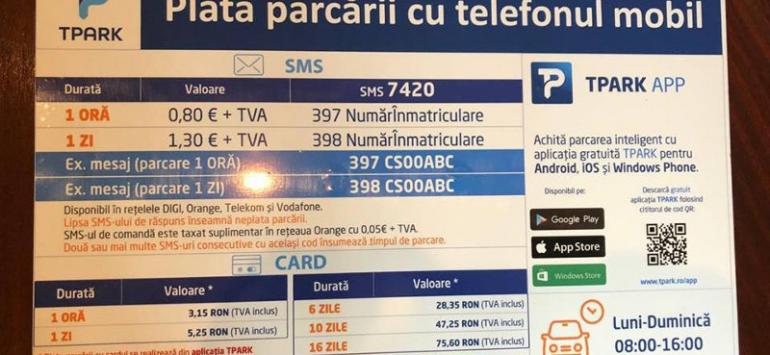 TPARK
Plata parcării cu telefonul mobil
SMS
Durată Valoare SMS 7420
1 ORĂ 0,80 € + TVA 397 NumărÎnmatriculare
1 ZI 1,30 € + TVA 398 NumărÎnmatriculare
Ex. mesaj (parcare 1 ORĂ) 397 CS00ABC
Ex. mesaj (parcare 1 ZI) 398 CS00ABC
Disponibil în rețelele DIGI, Orange, Telekom și Vodafone.
Lipsa SMS-ului de răspuns înseamnă neplata parcării.
SMS-ul de comandă este taxat suplimentar în rețeaua Orange cu 0,05€ + TVA.
Două sau mai multe SMS-uri consecutive cu același cod însumează timpul de parcare.
CARD
Durată Valoare *
1 ORĂ 3,15 RON (TVA inclus)
1 ZI 5,25 RON (TVA inclus)
Durată Valoare *
6 ZILE 28,35 RON (TVA inclus)
10 ZILE 47,25 RON (TVA inclus)
16 ZILE 75,60 RON (TVA inclus)
se realizează din aplicația TPARK
TPARK APP
Achită parcarea inteligent cu
aplicația gratuită TPARK pentru
Android, iOS și Windows Phone.
Disponibil pe:
Google Play
App Store
Windows Store
Descarcă gratuit
aplicația TPARK folosind
cititorul de cod QR:
www.tpark.ro/app
Luni-Duminică
08:00-16:00